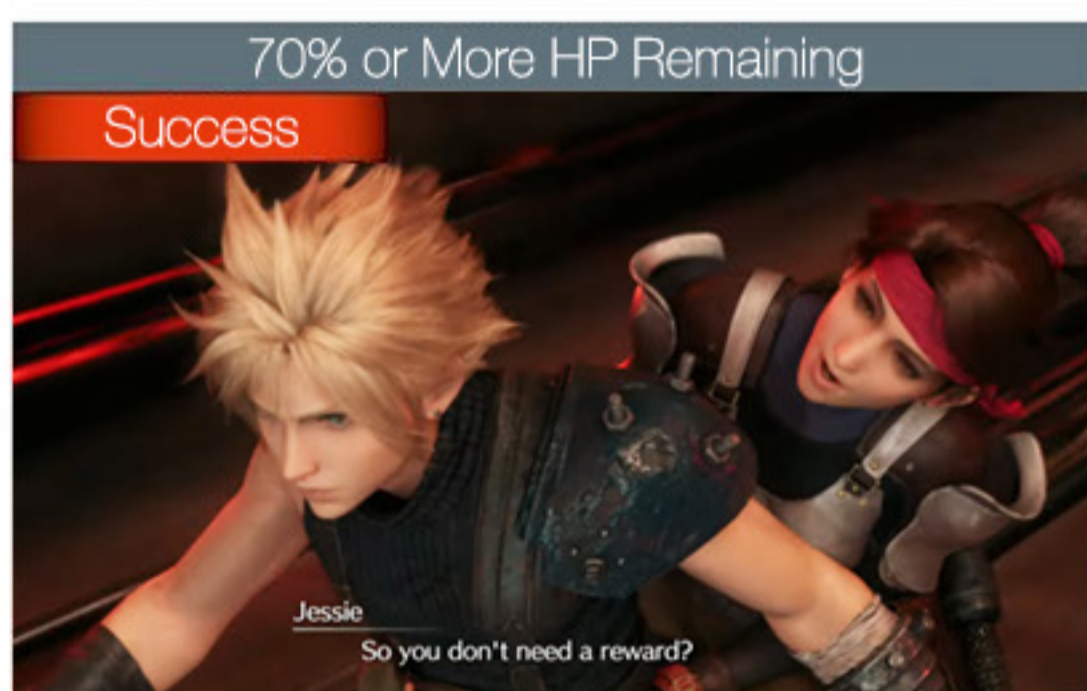 70% or More HP Remaining
Success
Jessie
So you don't need a reward?